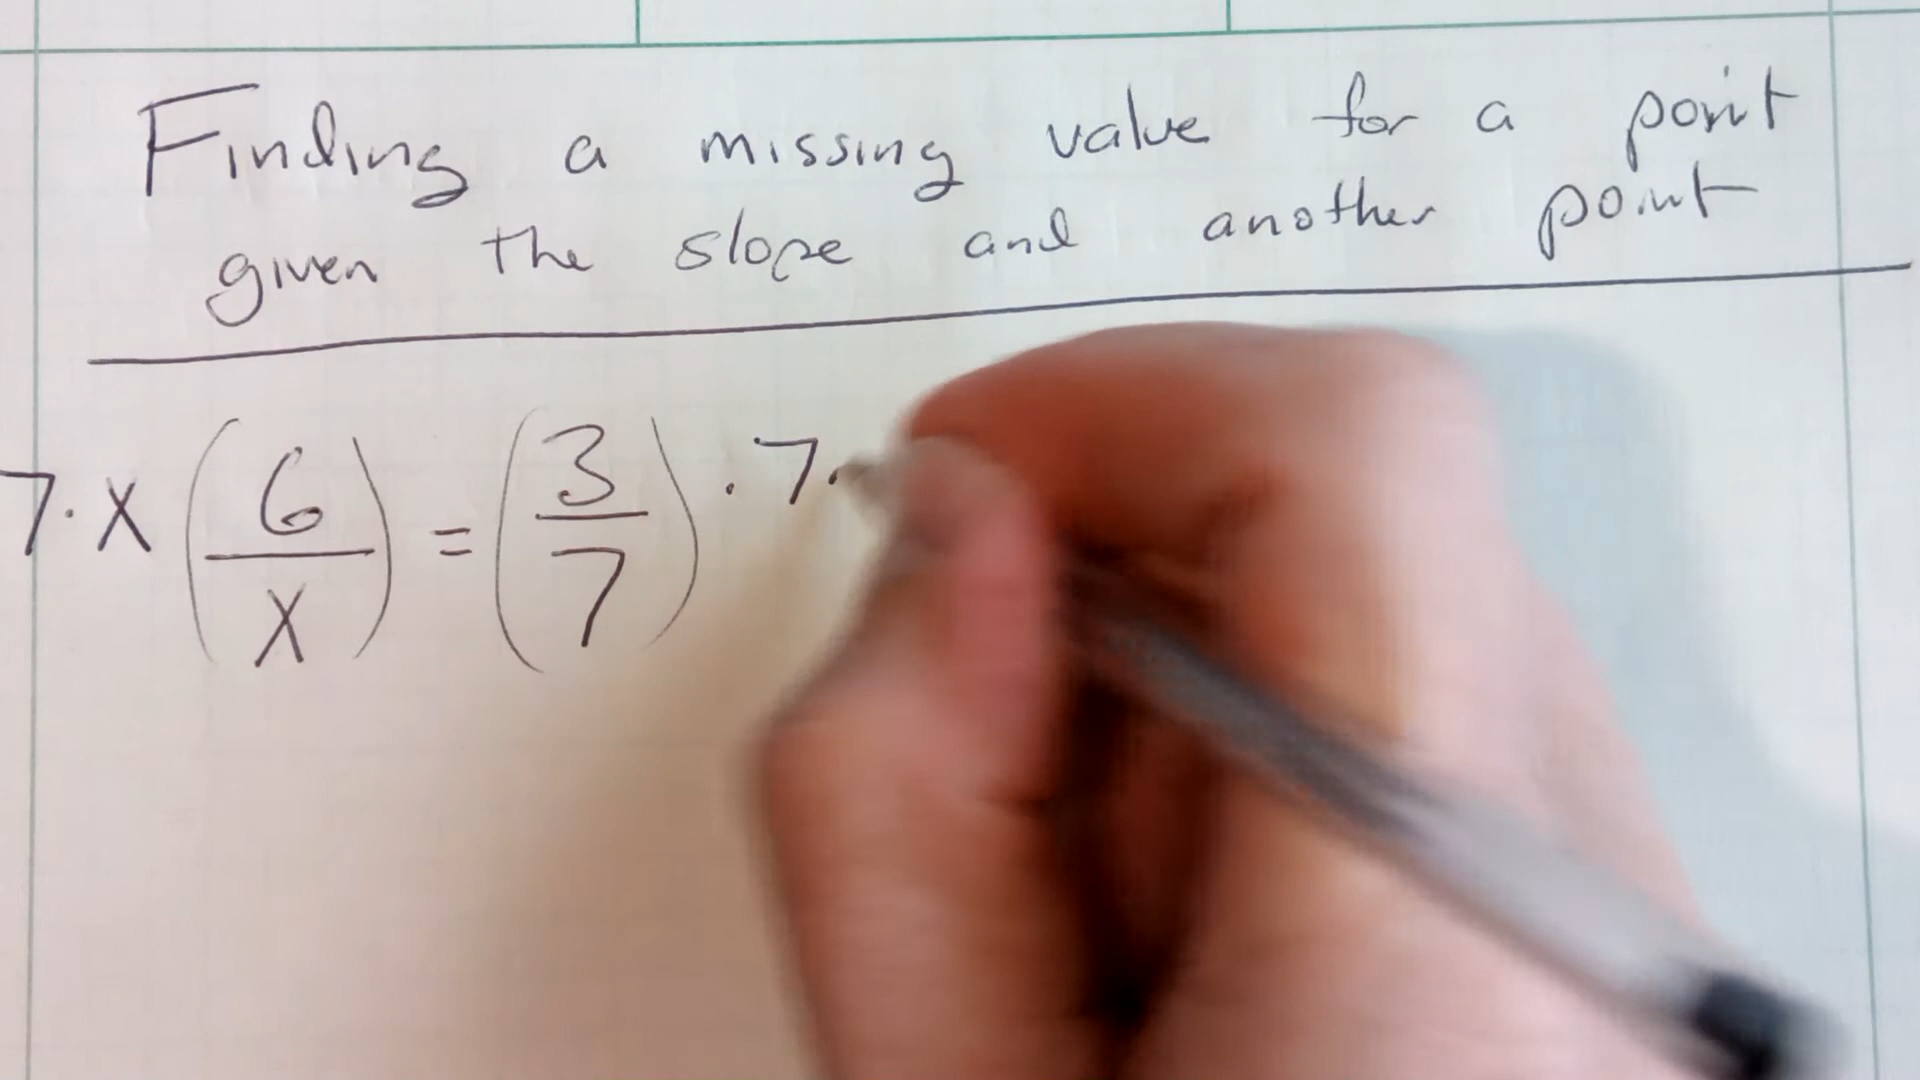 Finding a missing value for a point
given the slope and another point
7·x(6/x) = (3/7)·7·